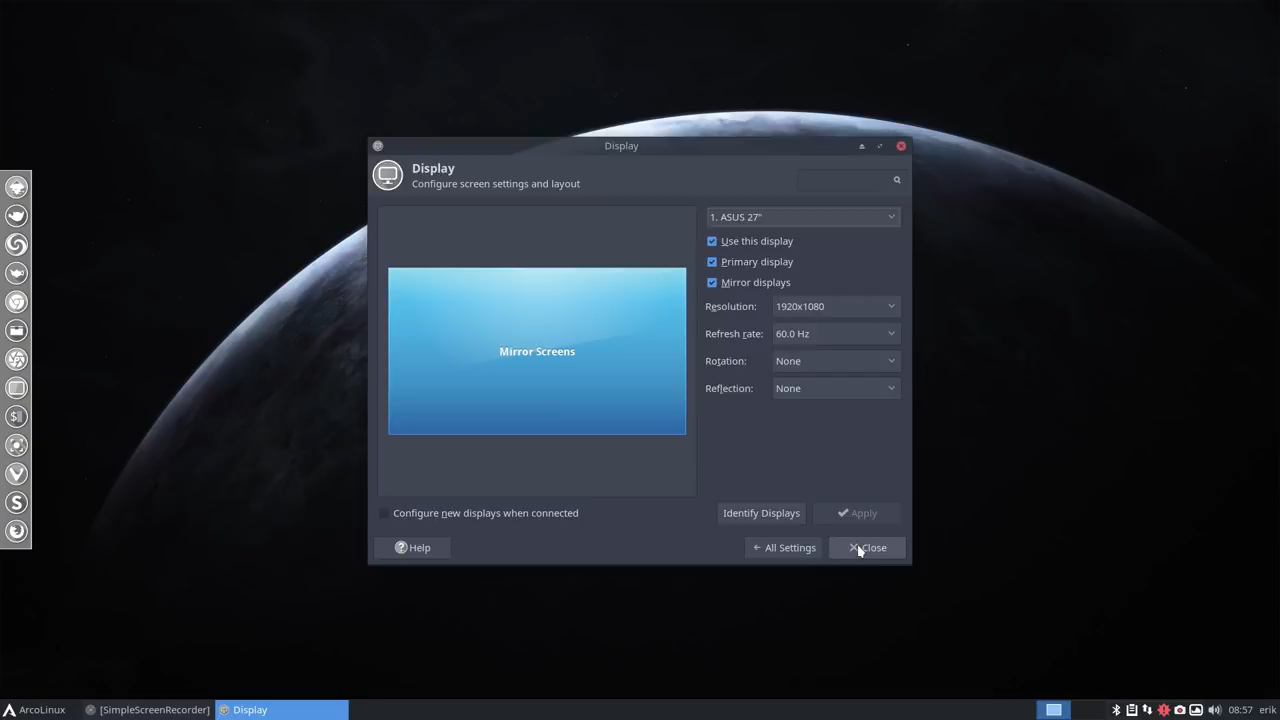 Display
Display
Configure screen settings and layout
1. ASUS 27"
Use this display
Primary display
Mirror displays
Resolution: 1920x1080
Refresh rate: 60.0 Hz
Rotation: None
Reflection: None
Mirror Screens
Configure new displays when connected
Identify Displays
Apply
Help
All Settings
Close
ArcoLinux
[SimpleScreenRecorder]
Display
08:57
erik